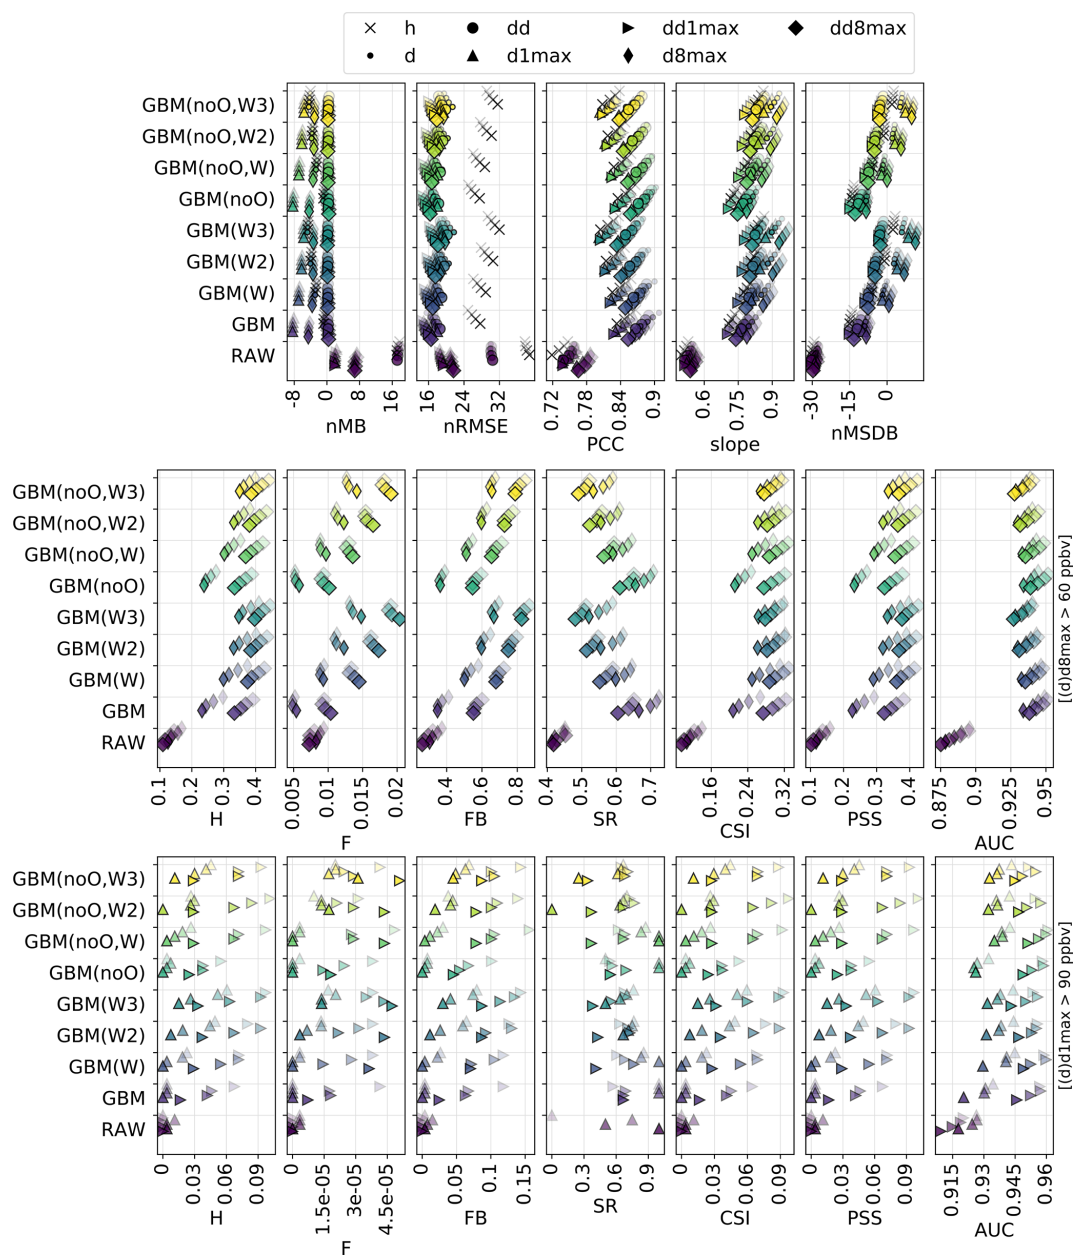 h dd dd1max dd8max
d d1max d8max
GBM(noO,W3)
GBM(noO,W2)
GBM(noO,W)
GBM(noO)
GBM(W3)
GBM(W2)
GBM(W)
GBM
RAW
-8 0 8 16 16 24 32 0.72 0.78 0.84 0.9 0.6 0.75 0.9 -30 -15 0
nMB nRMSE PCC slope nMSDB
GBM(noO,W3)
GBM(noO,W2)
GBM(noO,W)
GBM(noO)
GBM(W3)
GBM(W2)
GBM(W)
GBM
RAW
[(d)d8max > 60 ppbv]
0.1 0.2 0.3 0.4 0.005 0.01 0.015 0.02 0.4 0.6 0.8 0.4 0.5 0.6 0.7 0.16 0.24 0.32 0.1 0.2 0.3 0.4 0.875 0.9 0.925 0.95
H F FB SR CSI PSS AUC
GBM(noO,W3)
GBM(noO,W2)
GBM(noO,W)
GBM(noO)
GBM(W3)
GBM(W2)
GBM(W)
GBM
RAW
[(d)d1max > 90 ppbv]
0 0.03 0.06 0.09 0 1.5e-05 3e-05 4.5e-05 0 0.05 0.1 0.15 0 0.3 0.6 0.9 0 0.03 0.06 0.09 0 0.03 0.06 0.09 0.915 0.93 0.945 0.96
H F FB SR CSI PSS AUC